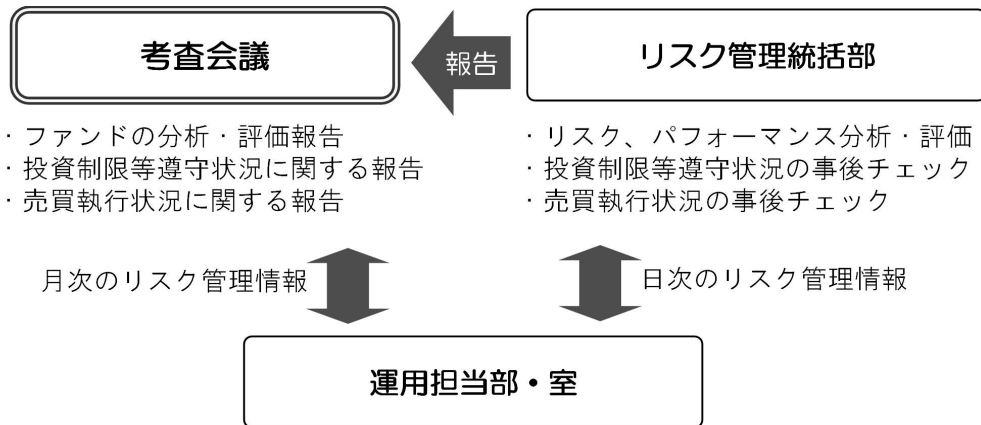 考査会議
報告
リスク管理統括部
・ファンドの分析・評価報告
・投資制限等遵守状況に関する報告
・売買執行状況に関する報告
・リスク、パフォーマンス分析・評価
・投資制限等遵守状況の事後チェック
・売買執行状況の事後チェック
月次のリスク管理情報
日次のリスク管理情報
運用担当部・室